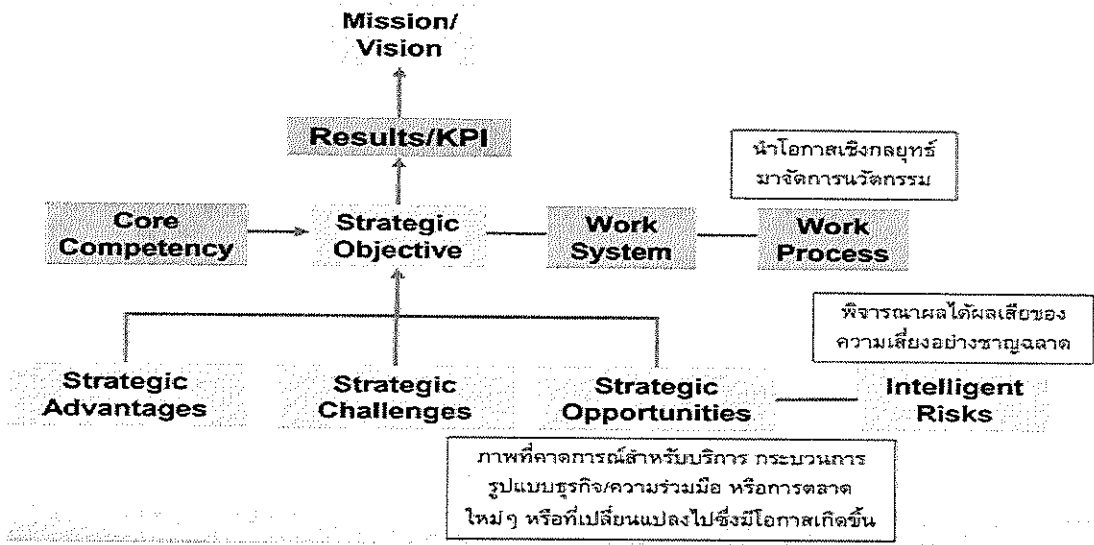 Mission/
Vision
Results/KPI
นำโอกาสเชิงกลยุทธ์
มาจัดการนวัตกรรม
Core
Competency
Strategic
Objective
Work
System
Work
Process
พิจารณาผลได้ผลเสียของ
ความเสี่ยงอย่างชาญฉลาด
Strategic
Advantages
Strategic
Challenges
Strategic
Opportunities
Intelligent
Risks
ภาพที่คาดการณ์สำหรับบริการ กระบวนการ
รูปแบบธุรกิจ/ความร่วมมือ หรือการตลาด
ใหม่ๆ หรือที่เปลี่ยนแปลงไปซึ่งมีโอกาสเกิดขึ้น